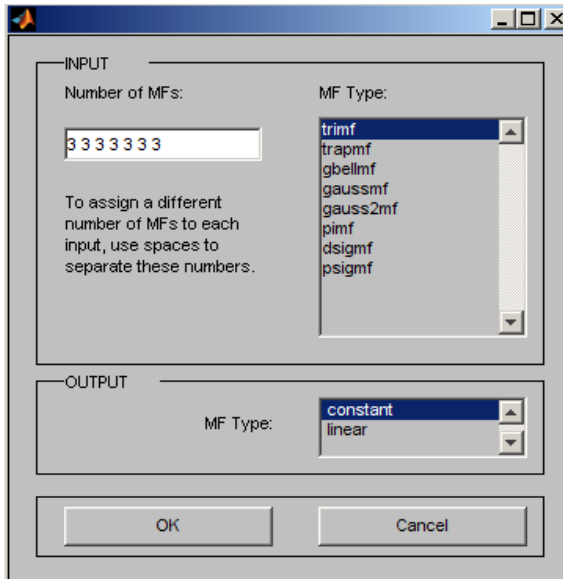 INPUT
Number of MFs:
3 3 3 3 3 3 3
To assign a different
number of MFs to each
input, use spaces to
separate these numbers.
MF Type:
trimf
trapmf
gbellmf
gaussmf
gauss2mf
pimf
dsigmf
psigmf
OUTPUT
MF Type:
constant
linear
OK
Cancel